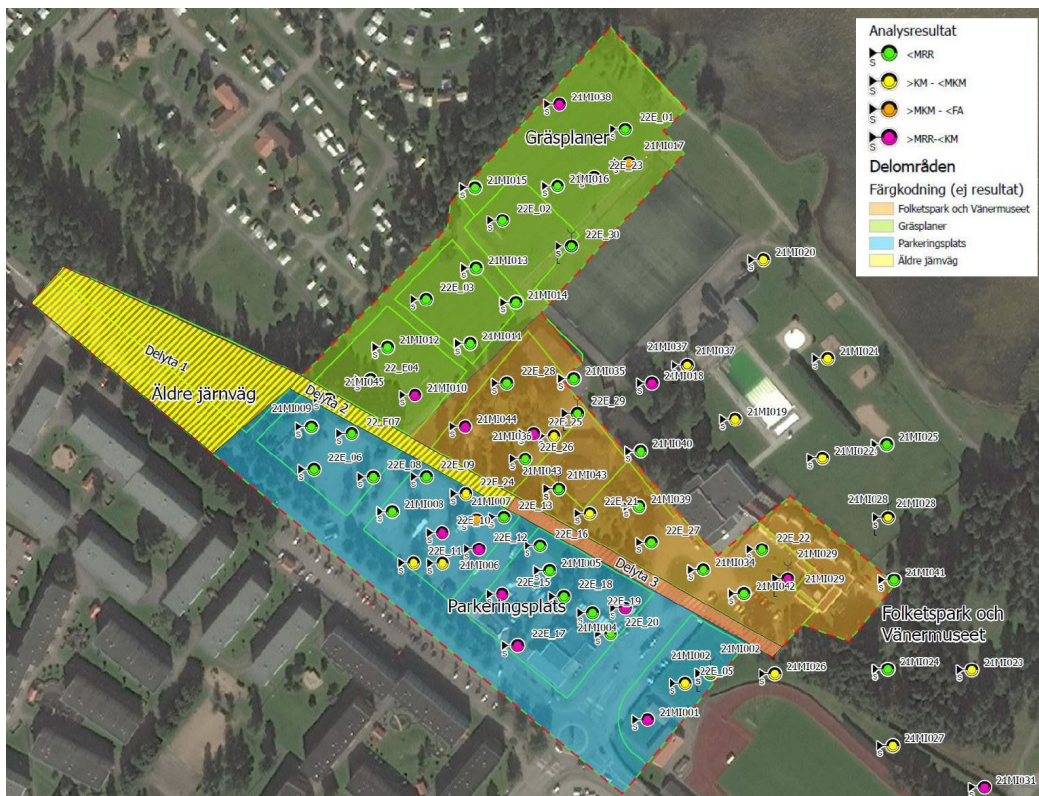 Analysresultat
S <MRR
S >KM - <MKM
S >MKM - <FA
S >MRR-<KM
Delområden
Färgkodning (ej resultat)
Folketspark och Vänermuseet
Gräsplaner
Parkeringsplats
Äldre järnväg
21MI038
22E_01
Gräsplaner
21MI017
22E_23
21MI015
21MI016
22E_02
22E_30
21MI013
21MI020
22E_03
21MI014
21MI012
21MI011
21MI037
21MI037
21MI021
Delyta 1
22_E04
21MI045
22E_28
21MI035
21MI018
Äldre järnväg
21MI010
Delyta 2
21MI009
22E_29
21MI019
22_E07
21MI044
22E_25
21MI036
22E_26
21MI040
21MI025
22E_06
22E_08
22E_09
21MI043
21MI043
21MI022
22E_24
21MI008
21MI007
22E_13
22E_21
21MI039
21MI028
21MI028
22E_10
22E_16
22E_12
22E_27
22E_22
22E_11
21MI006
21MI005
Delyta 3
21MI034
21MI029
21MI029
21MI041
22E_15
22E_18
21MI042
Parkeringsplats
22E_19
22E_20
21MI004
Folketspark och
Vänermuseet
22E_17
21MI002
21MI002
22E_05
21MI026
21MI024
21MI023
21MI001
21MI027
21MI031